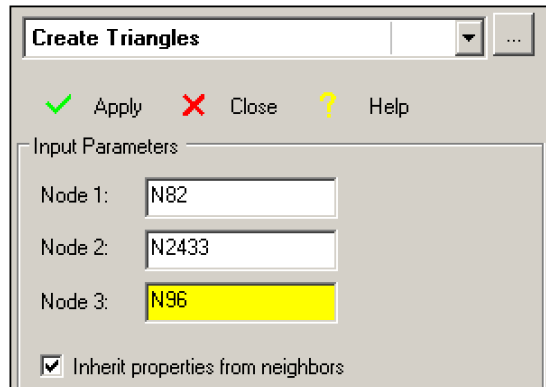 Create Triangles ...
Apply Close ? Help
Input Parameters
Node 1: N82
Node 2: N2433
Node 3: N96
Inherit properties from neighbors